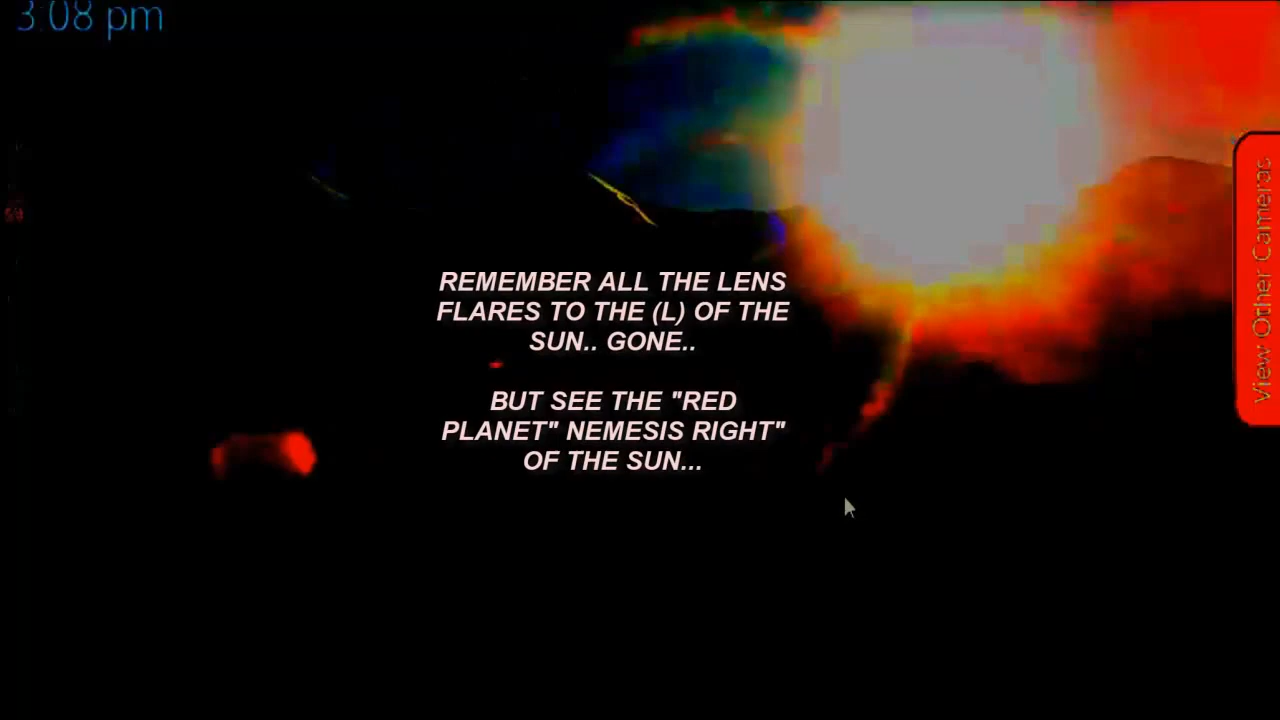 3:08 pm
REMEMBER ALL THE LENS
FLARES TO THE (L) OF THE
SUN.. GONE..
BUT SEE THE "RED
PLANET" NEMESIS RIGHT"
OF THE SUN...
View Other Cameras